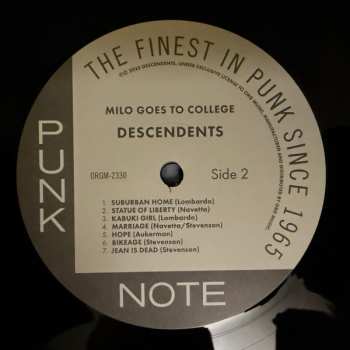 THE FINEST IN PUNK SINCE 1965
MILO GOES TO COLLEGE
DESCENDENTS
ORGM-2330
Side 2
1. SUBURBAN HOME (Lombardo)
2. STATUE OF LIBERTY (Navetta)
3. KABUKI GIRL (Lombardo)
4. MARRIAGE (Navetta/Stevenson)
5. HOPE (Aukerman)
6. BIKEAGE (Stevenson)
7. JEAN IS DEAD (Stevenson)
PUNK
NOTE